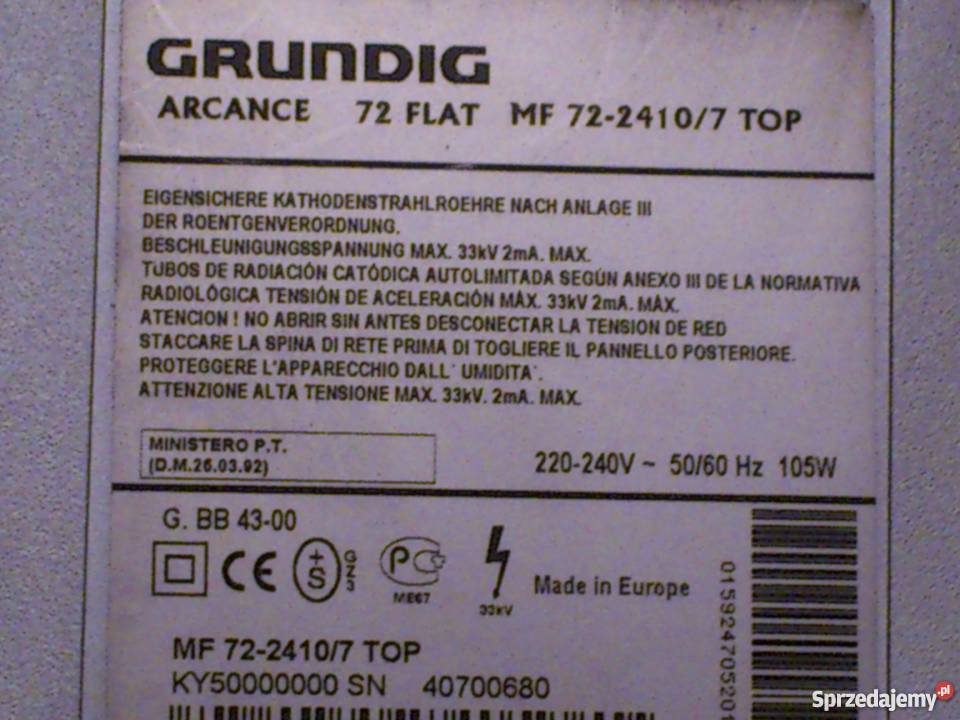 GRUNDIG
ARCANCE 72 FLAT MF 72-2410/7 TOP
EIGENSICHERE KATHODENSTRAHLROEHRE NACH ANLAGE III
DER ROENTGENVERORDNUNG.
BESCHLEUNIGUNGSSPANNUNG MAX. 33kV 2mA. MAX.
TUBOS DE RADIACIÓN CATÓDICA AUTOLIMITADA SEGÚN ANEXO III DE LA NORMATIVA
RADIOLÓGICA TENSIÓN DE ACELERACIÓN MÁX. 33kV 2mA. MÁX.
ATENCION ! NO ABRIR SIN ANTES DESCONECTAR LA TENSION DE RED
STACCARE LA SPINA DI RETE PRIMA DI TOGLIERE IL PANNELLO POSTERIORE.
PROTEGGERE L'APPARECCHIO DALL' UMIDITA'.
ATTENZIONE ALTA TENSIONE MAX. 33kV. 2mA. MAX.
MINISTERO P.T.
(D.M.26.03.92)
220-240V ~ 50/60 Hz 105W
G. BB 43-00
CE +S GZS PC
ME67
33kV
Made in Europe
MF 72-2410/7 TOP
KY50000000 SN 40700680
015924705201
Sprzedajemy.pl